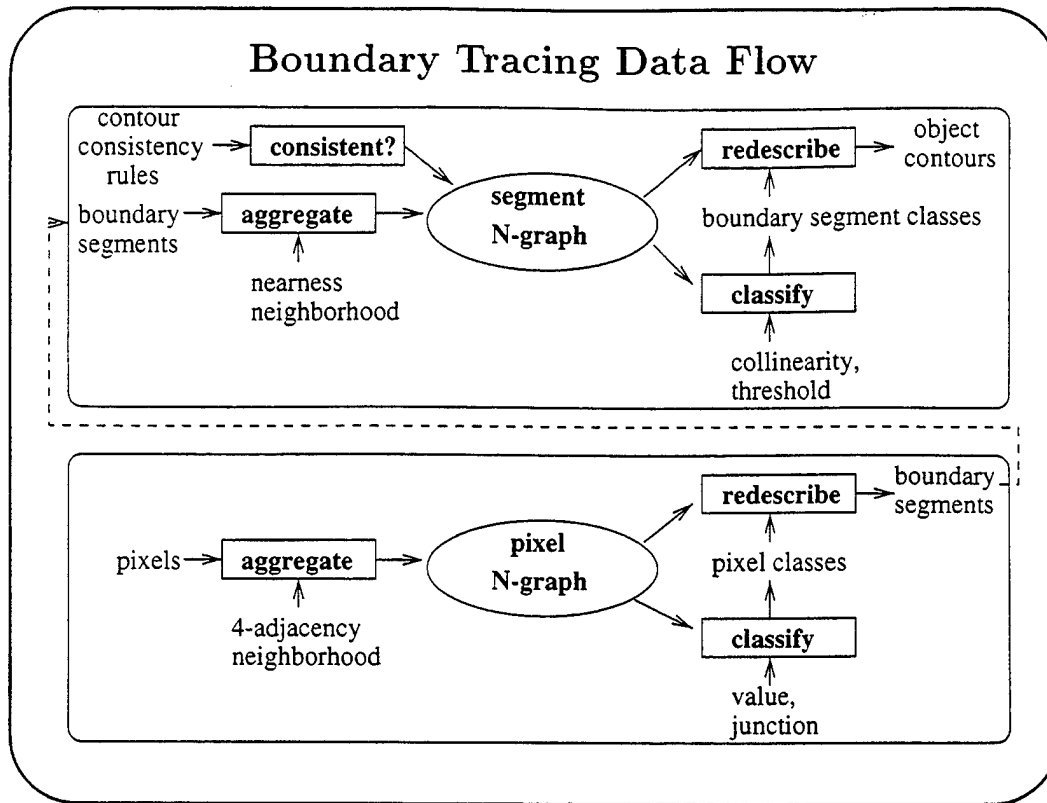 Boundary Tracing Data Flow
contour
consistency
rules
consistent?
boundary
segments
aggregate
nearness
neighborhood
segment
N-graph
redescribe
object
contours
boundary segment classes
classify
collinearity,
threshold
pixels
aggregate
4-adjacency
neighborhood
pixel
N-graph
redescribe
boundary
segments
pixel classes
classify
value,
junction